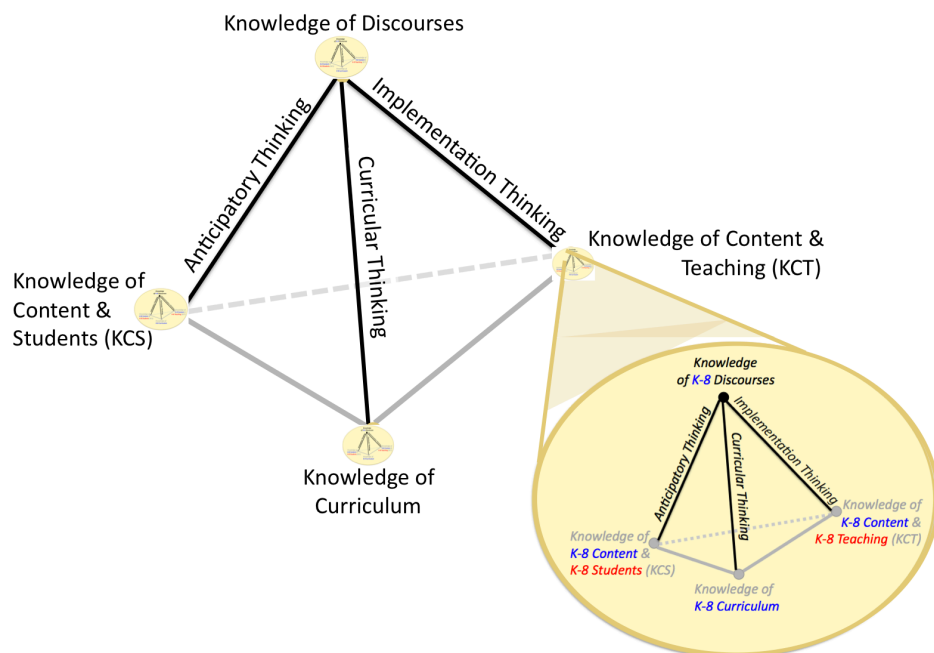 Knowledge of Discourses
Anticipatory Thinking
Curricular Thinking
Implementation Thinking
Knowledge of Content &
Teaching (KCT)
Knowledge of
Content &
Students (KCS)
Knowledge of
Curriculum
Knowledge
of K-8 Discourses
Anticipatory Thinking
Curricular Thinking
Implementation Thinking
Knowledge of
K-8 Content &
K-8 Teaching (KCT)
Knowledge of
K-8 Content &
K-8 Students (KCS)
Knowledge of
K-8 Curriculum